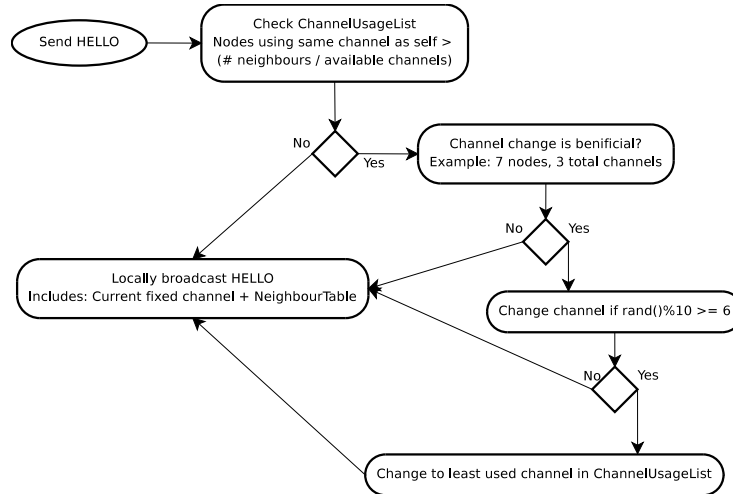 Send HELLO
Check ChannelUsageList
Nodes using same channel as self >
(# neighbours / available channels)
No
Yes
Channel change is benificial?
Example: 7 nodes, 3 total channels
No
Yes
Locally broadcast HELLO
Includes: Current fixed channel + NeighbourTable
Change channel if rand()%10 >= 6
No
Yes
Change to least used channel in ChannelUsageList